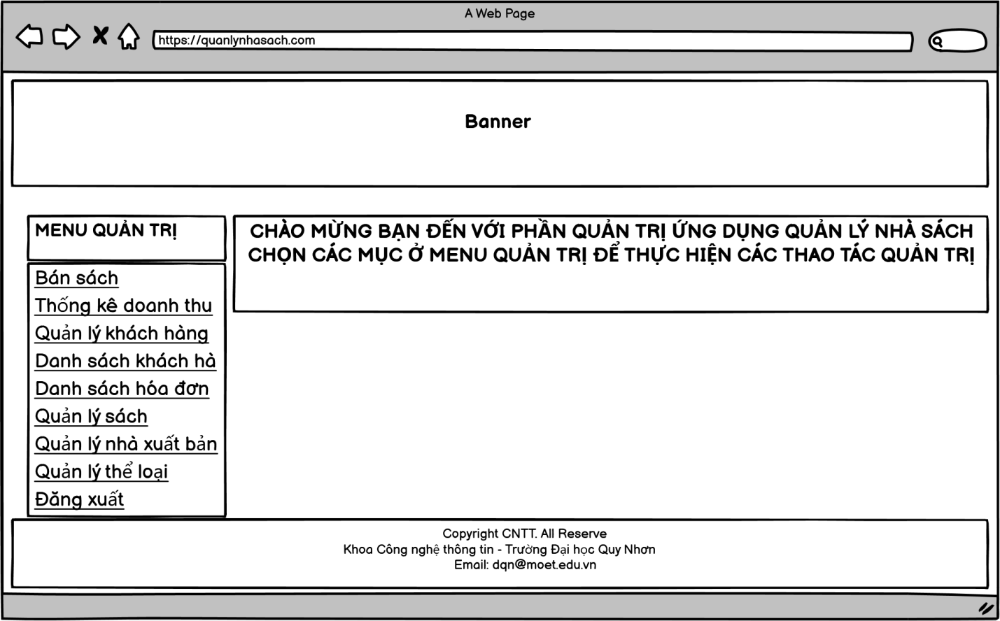 A Web Page
https://quanlynhasach.com
Banner
MENU QUẢN TRỊ
Bán sách
Thống kê doanh thu
Quản lý khách hàng
Danh sách khách hà
Danh sách hóa đơn
Quản lý sách
Quản lý nhà xuất bản
Quản lý thể loại
Đăng xuất
CHÀO MỪNG BẠN ĐẾN VỚI PHẦN QUẢN TRỊ ỨNG DỤNG QUẢN LÝ NHÀ SÁCH
CHỌN CÁC MỤC Ở MENU QUẢN TRỊ ĐỂ THỰC HIỆN CÁC THAO TÁC QUẢN TRỊ
Copyright CNTT. All Reserve
Khoa Công nghệ thông tin - Trường Đại học Quy Nhơn
Email: dqn@moet.edu.vn